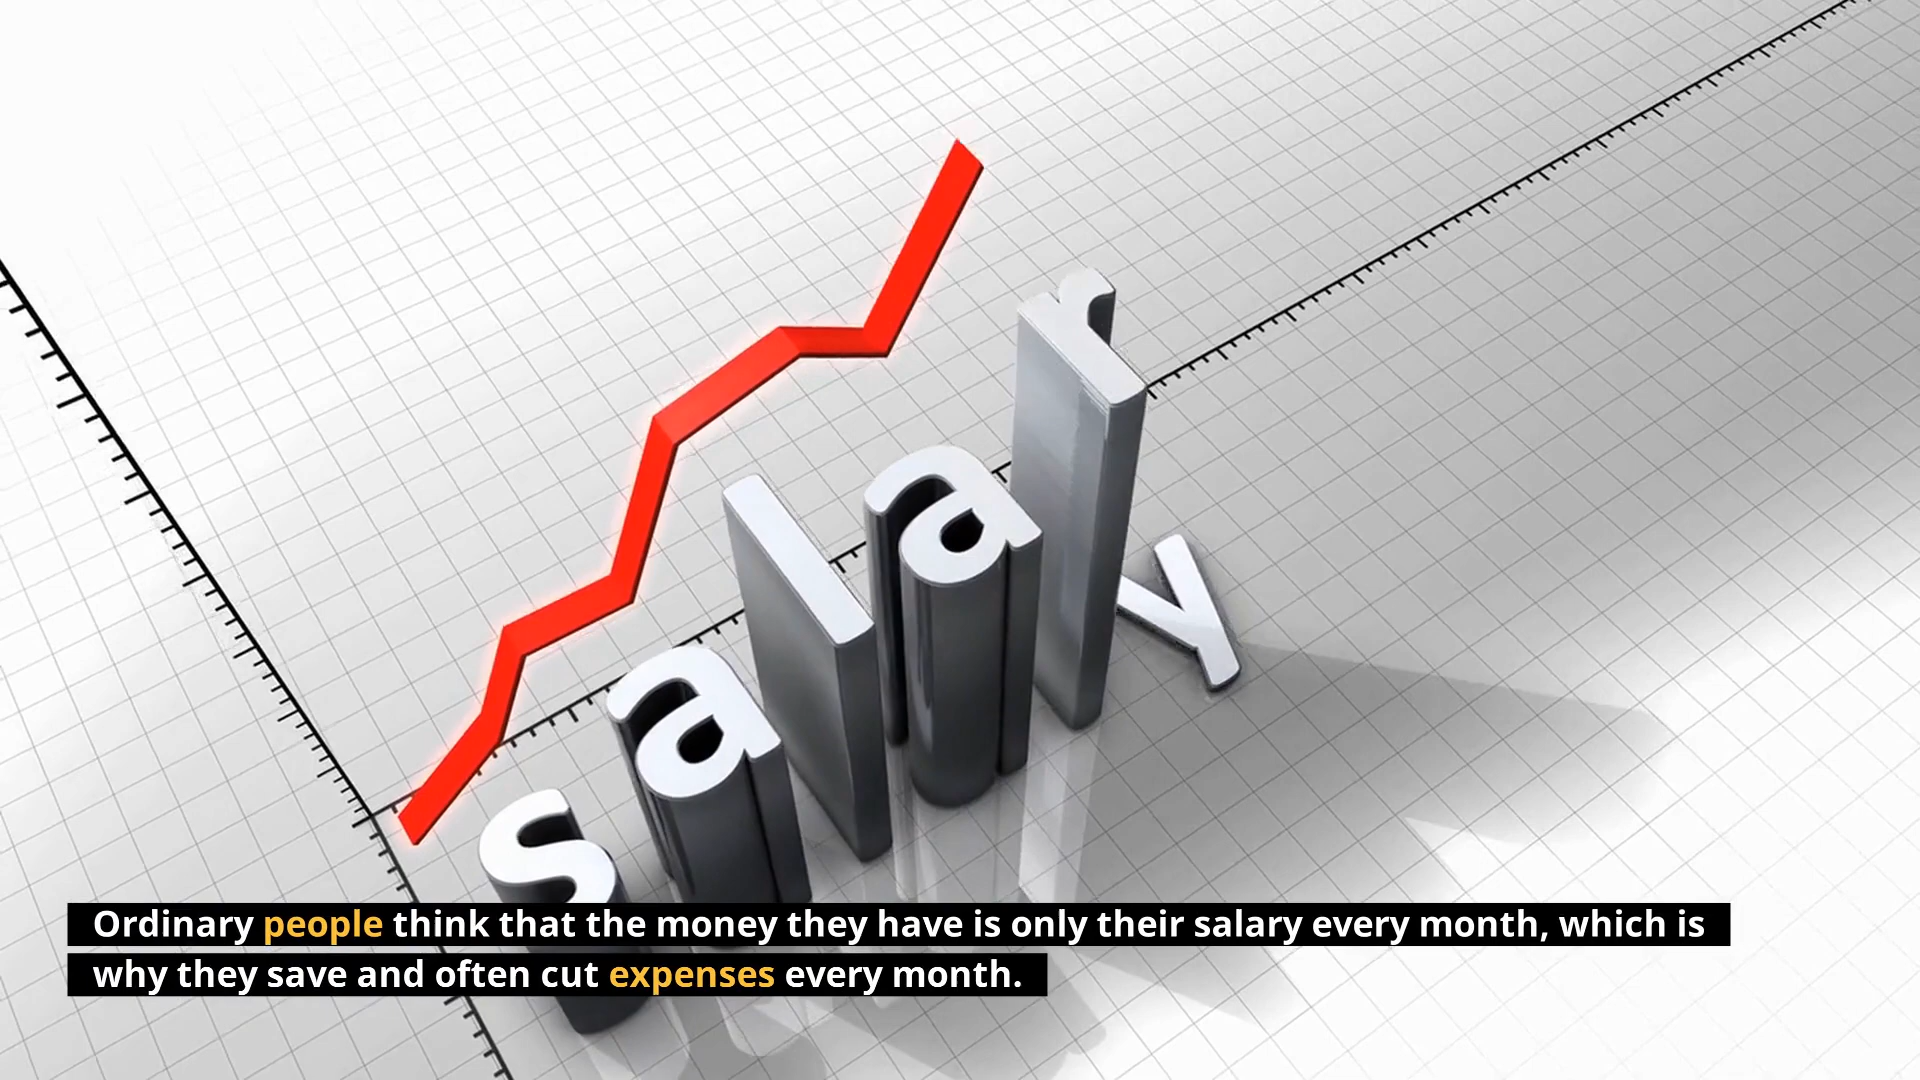 salary
Ordinary people think that the money they have is only their salary every month, which is
why they save and often cut expenses every month.